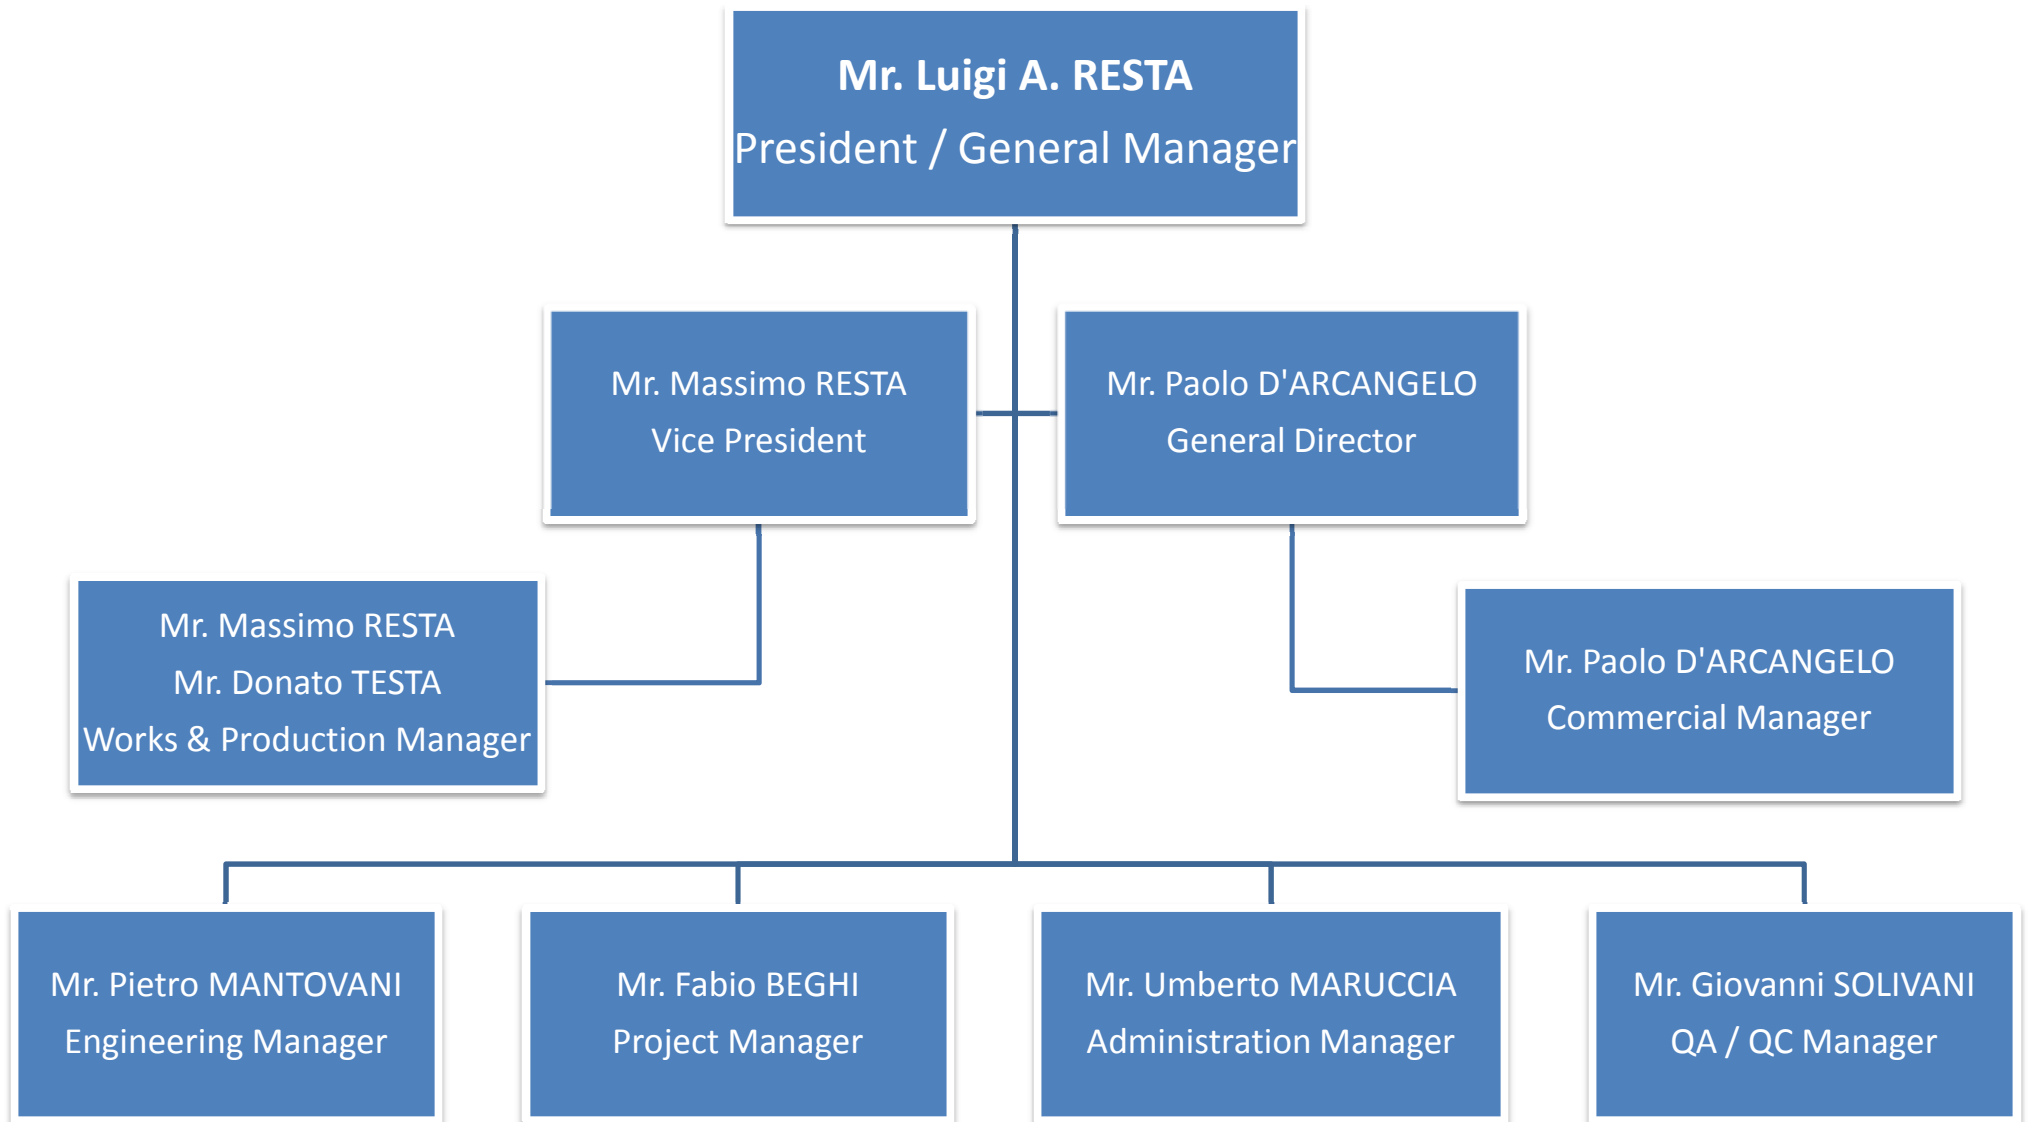 Mr. Luigi A. RESTA
President / General Manager
Mr. Massimo RESTA
Vice President
Mr. Paolo D'ARCANGELO
General Director
Mr. Massimo RESTA
Mr. Donato TESTA
Works & Production Manager
Mr. Paolo D'ARCANGELO
Commercial Manager
Mr. Pietro MANTOVANI
Engineering Manager
Mr. Fabio BEGHI
Project Manager
Mr. Umberto MARUCCIA
Administration Manager
Mr. Giovanni SOLIVANI
QA / QC Manager